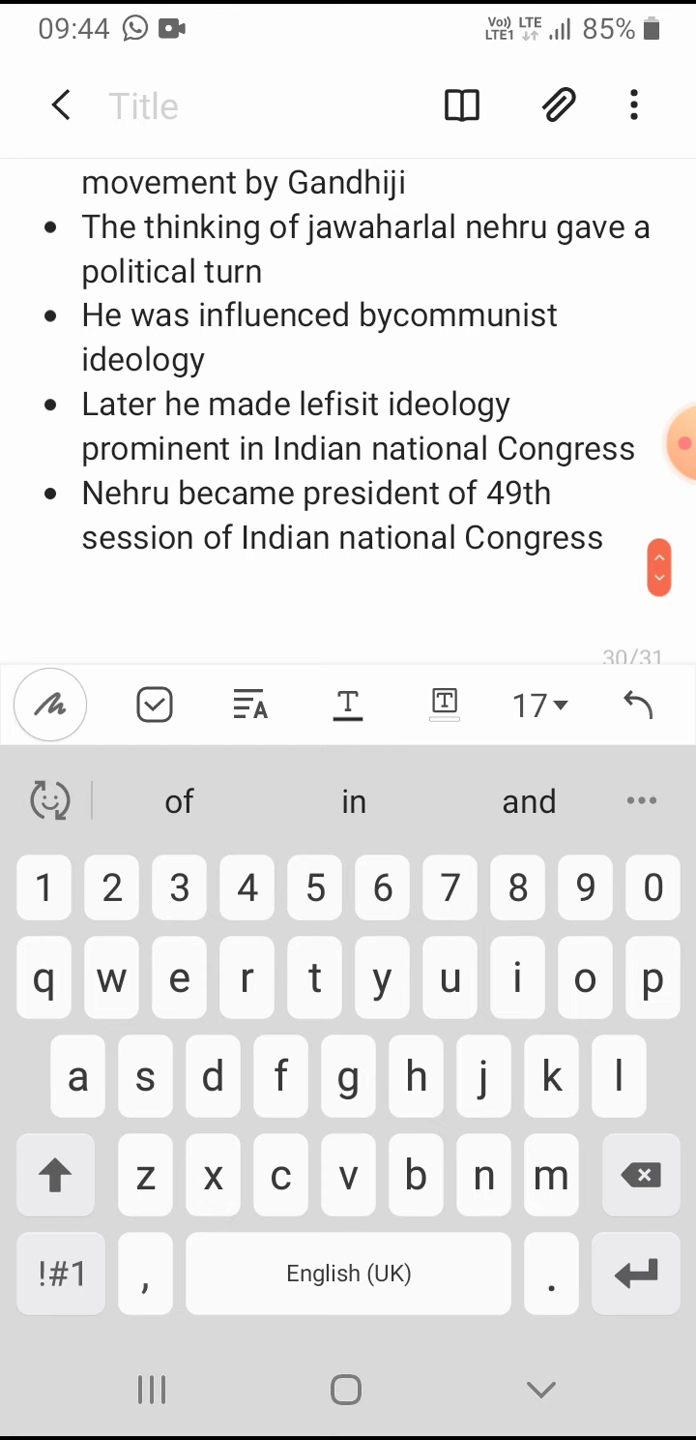 09:44 Vo)) LTE LTE1 85%
Title
movement by Gandhiji
• The thinking of jawaharlal nehru gave a
political turn
• He was influenced bycommunist
ideology
• Later he made lefisit ideology
prominent in Indian national Congress
• Nehru became president of 49th
session of Indian national Congress
30/31
A T T 17
of in and
1 2 3 4 5 6 7 8 9 0
q w e r t y u i o p
a s d f g h j k l
z x c v b n m
!#1 , English (UK) .